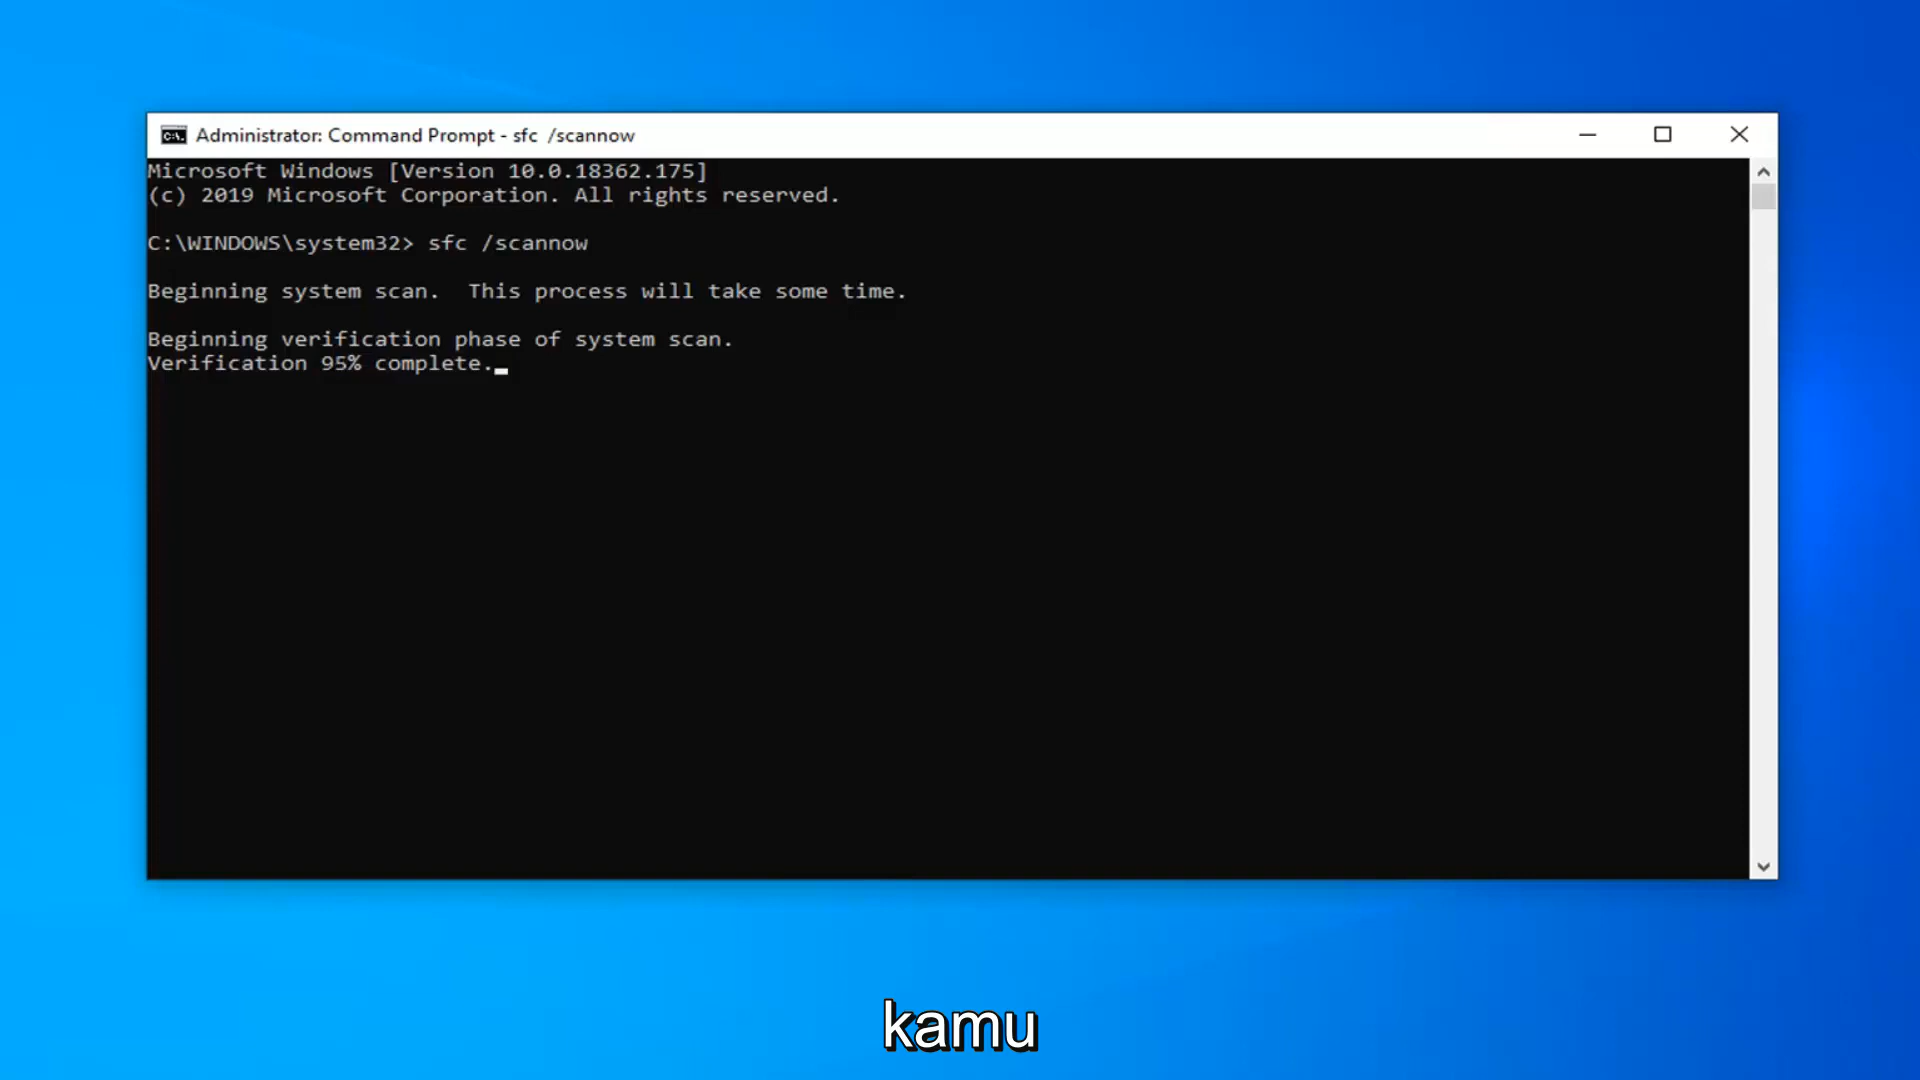 Administrator: Command Prompt - sfc  /scannow
Microsoft Windows [Version 10.0.18362.175]
(c) 2019 Microsoft Corporation. All rights reserved.
C:\WINDOWS\system32> sfc /scannow
Beginning system scan.  This process will take some time.
Beginning verification phase of system scan.
Verification 95% complete.
kamu